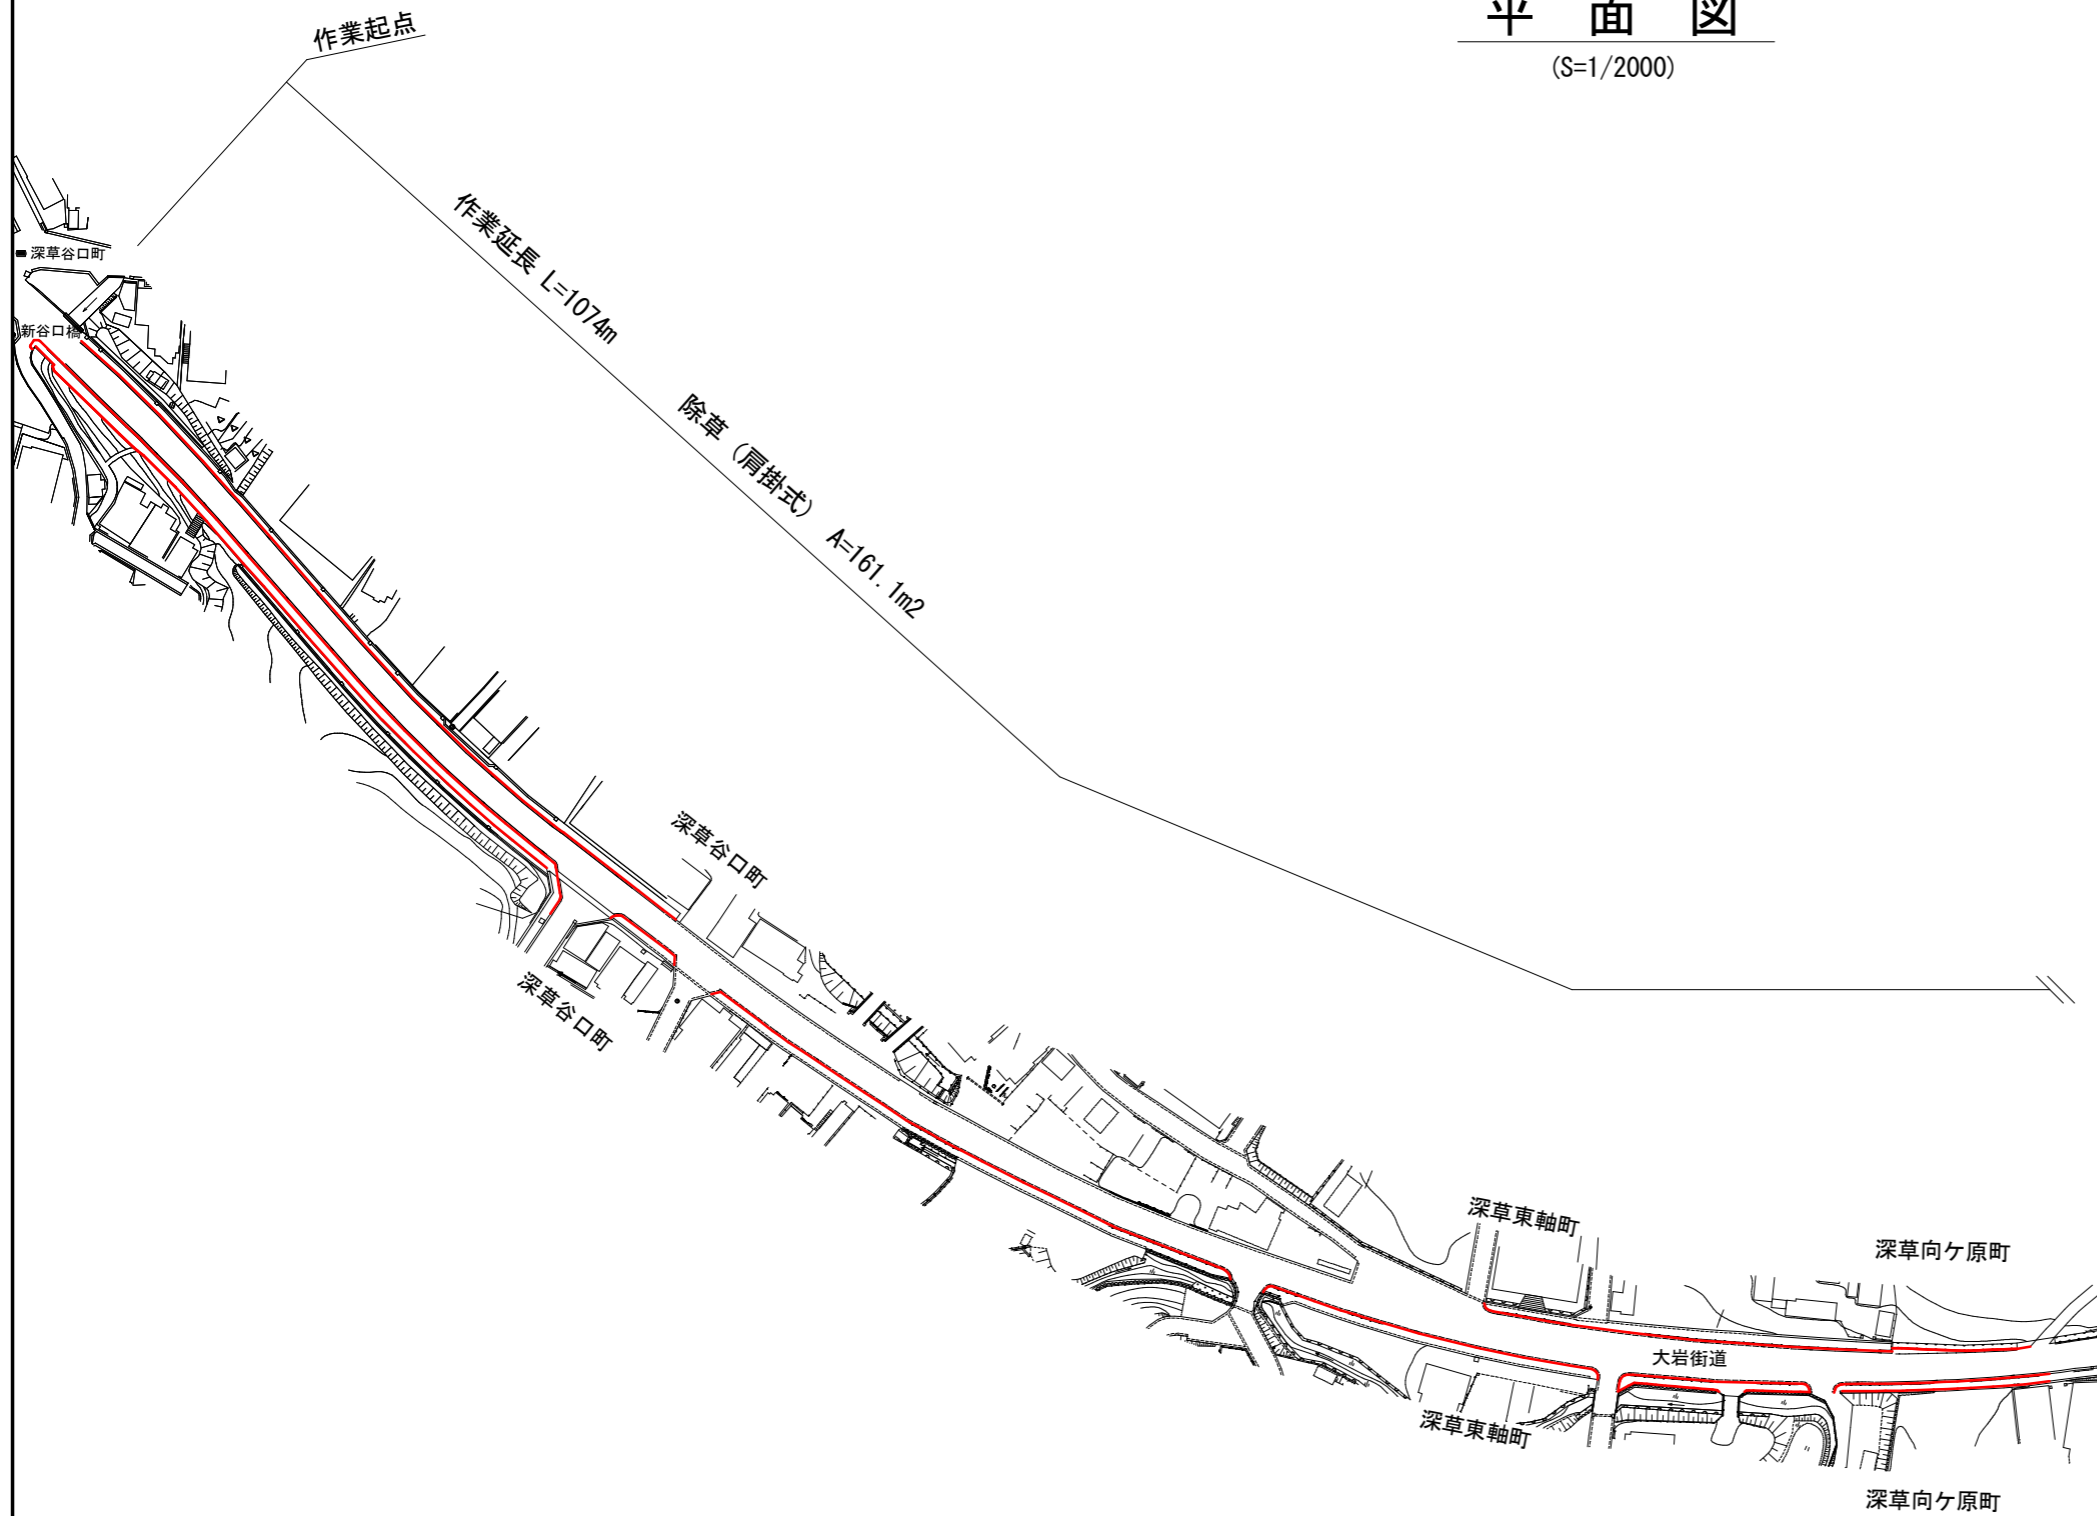 平面図
(S=1/2000)
作業起点
作業延長 L=1074m
除草（肩掛式） A=161.1m2
深草谷口町
新谷口橋
深草谷口町
深草谷口町
深草東軸町
深草向ケ原町
大岩街道
深草東軸町
深草向ケ原町